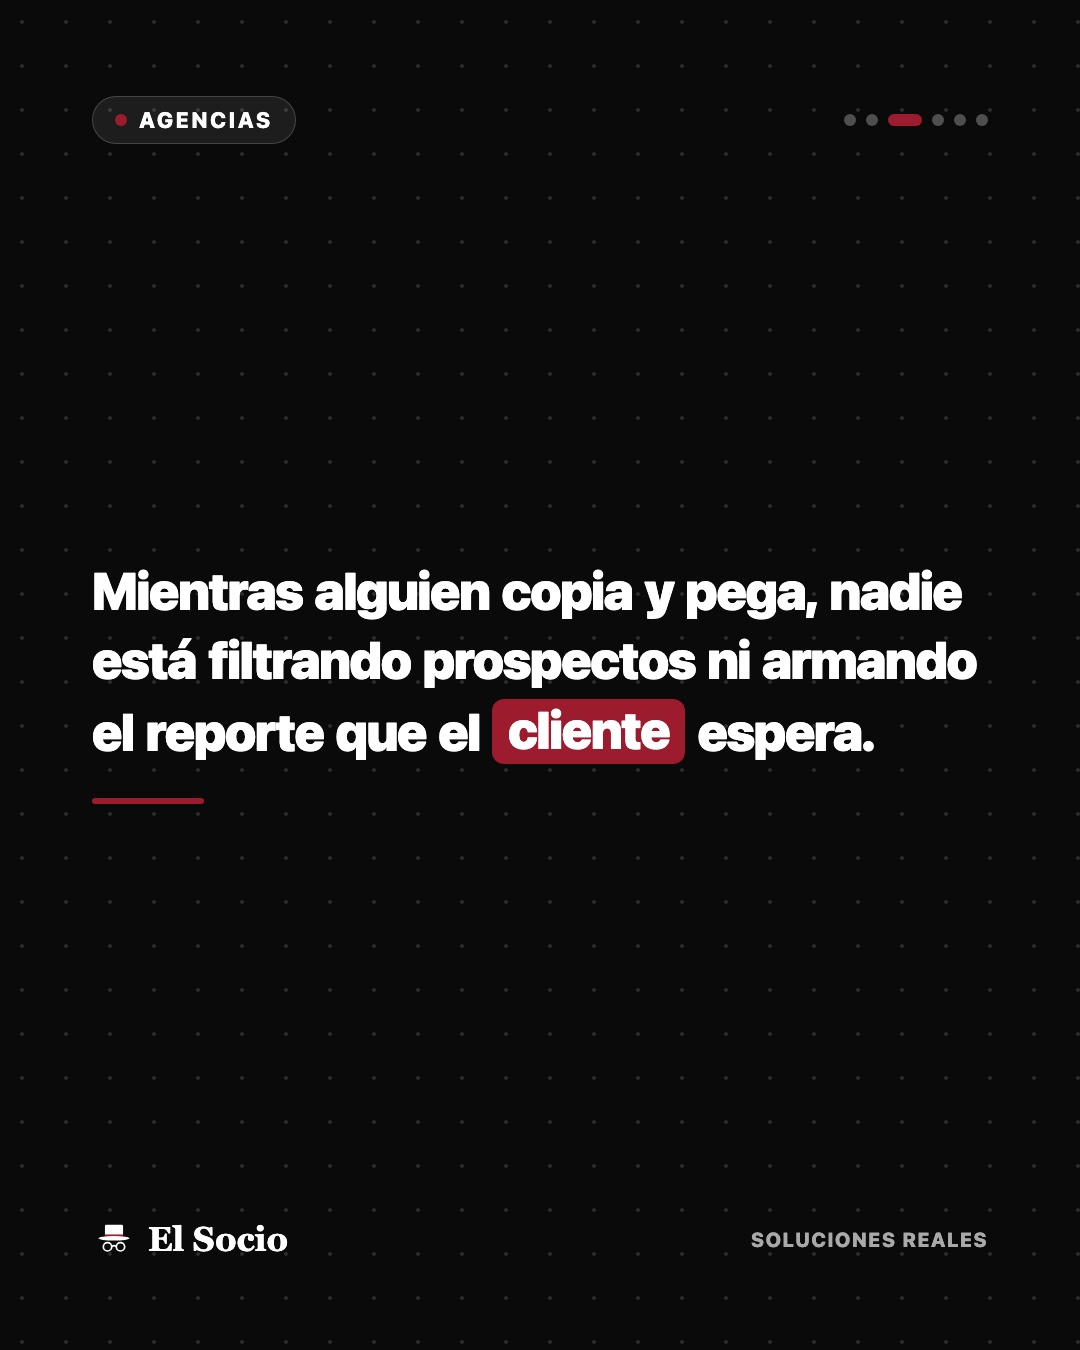 AGENCIAS
Mientras alguien copia y pega, nadie
está filtrando prospectos ni armando
el reporte que el cliente espera.
El Socio
SOLUCIONES REALES